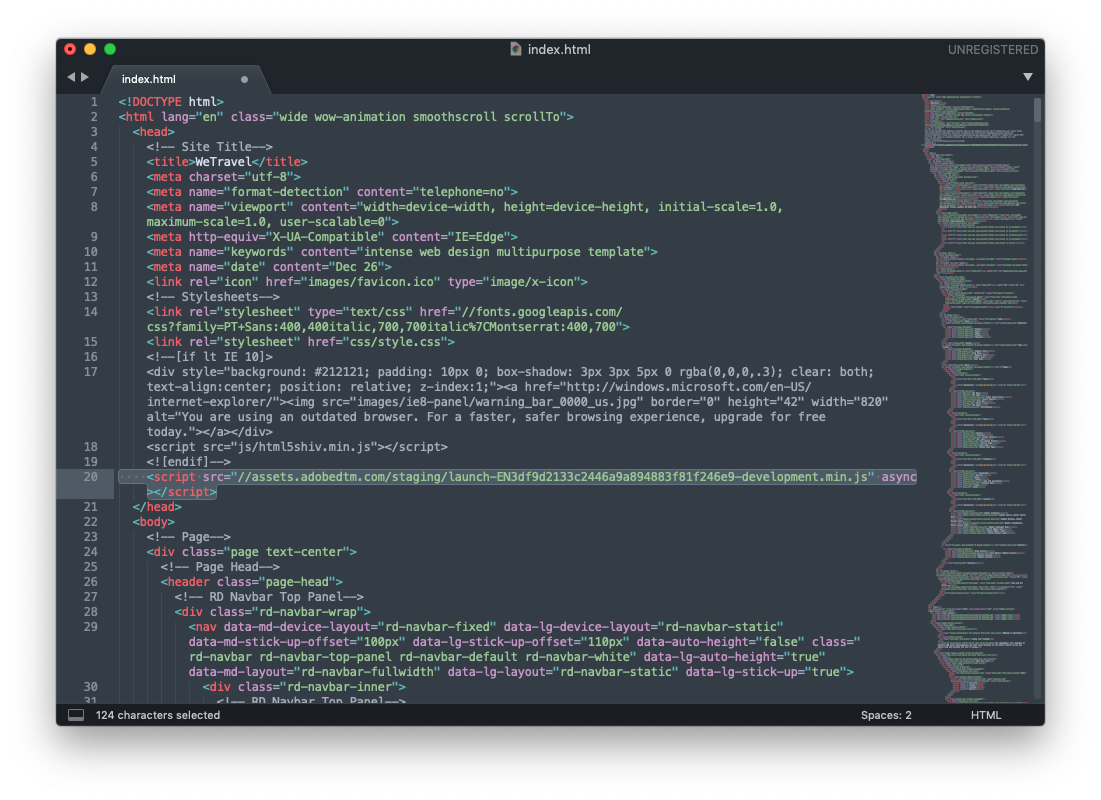 index.html
UNREGISTERED
index.html
1 <!DOCTYPE html>
2 <html lang="en" class="wide wow-animation smoothscroll scrollTo">
3 <head>
4 <!-- Site Title-->
5 <title>WeTravel</title>
6 <meta charset="utf-8">
7 <meta name="format-detection" content="telephone=no">
8 <meta name="viewport" content="width=device-width, height=device-height, initial-scale=1.0,
maximum-scale=1.0, user-scalable=0">
9 <meta http-equiv="X-UA-Compatible" content="IE=Edge">
10 <meta name="keywords" content="intense web design multipurpose template">
11 <meta name="date" content="Dec 26">
12 <link rel="icon" href="images/favicon.ico" type="image/x-icon">
13 <!-- Stylesheets-->
14 <link rel="stylesheet" type="text/css" href="//fonts.googleapis.com/
css?family=PT+Sans:400,400italic,700,700italic%7CMontserrat:400,700">
15 <link rel="stylesheet" href="css/style.css">
16 <!--[if lt IE 10]>
17 <div style="background: #212121; padding: 10px 0; box-shadow: 3px 3px 5px 0 rgba(0,0,0,.3); clear: both;
text-align:center; position: relative; z-index:1;"><a href="http://windows.microsoft.com/en-US/
internet-explorer/"><img src="images/ie8-panel/warning_bar_0000_us.jpg" border="0" height="42" width="820"
alt="You are using an outdated browser. For a faster, safer browsing experience, upgrade for free
today."></a></div>
18 <script src="js/html5shiv.min.js"></script>
19 <![endif]-->
20 <script src="//assets.adobedtm.com/staging/launch-EN3df9d2133c2446a9a894883f81f246e9-development.min.js" async
></script>
21 </head>
22 <body>
23 <!-- Page-->
24 <div class="page text-center">
25 <!-- Page Head-->
26 <header class="page-head">
27 <!-- RD Navbar Top Panel-->
28 <div class="rd-navbar-wrap">
29 <nav data-md-device-layout="rd-navbar-fixed" data-lg-device-layout="rd-navbar-static"
data-md-stick-up-offset="100px" data-lg-stick-up-offset="110px" data-auto-height="false" class="
rd-navbar rd-navbar-top-panel rd-navbar-default rd-navbar-white" data-lg-auto-height="true"
data-md-layout="rd-navbar-fullwidth" data-lg-layout="rd-navbar-static" data-lg-stick-up="true">
30 <div class="rd-navbar-inner">
31 <!-- RD Navbar Top Panel-->
124 characters selected
Spaces: 2
HTML